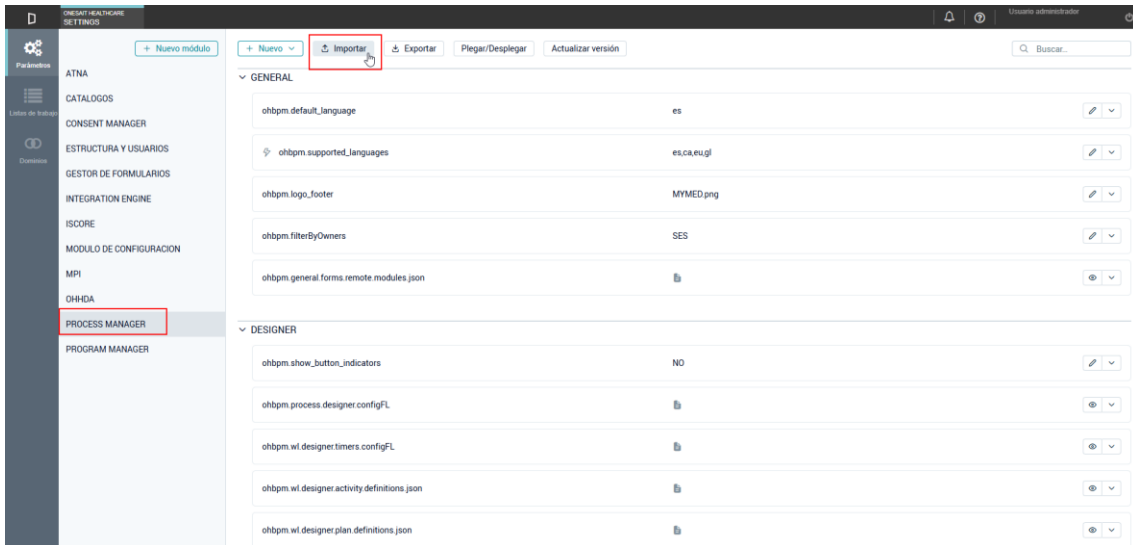 ONESAIT HEALTHCARE
SETTINGS
Usuario administrador
Parámetros
Listas de trabajo
Dominios
+ Nuevo módulo
ATNA
CATALOGOS
CONSENT MANAGER
ESTRUCTURA Y USUARIOS
GESTOR DE FORMULARIOS
INTEGRATION ENGINE
ISCORE
MODULO DE CONFIGURACION
MPI
OHHDA
PROCESS MANAGER
PROGRAM MANAGER
+ Nuevo Importar Exportar Plegar/Desplegar Actualizar versión Buscar...
GENERAL
ohbpm.default_language es
ohbpm.supported_languages es,ca,eu,gl
ohbpm.logo_footer MYMED.png
ohbpm.filterByOwners SES
ohbpm.general.forms.remote.modules.json
DESIGNER
ohbpm.show_button_indicators NO
ohbpm.process.designer.configFL
ohbpm.wl.designer.timers.configFL
ohbpm.wl.designer.activity.definitions.json
ohbpm.wl.designer.plan.definitions.json